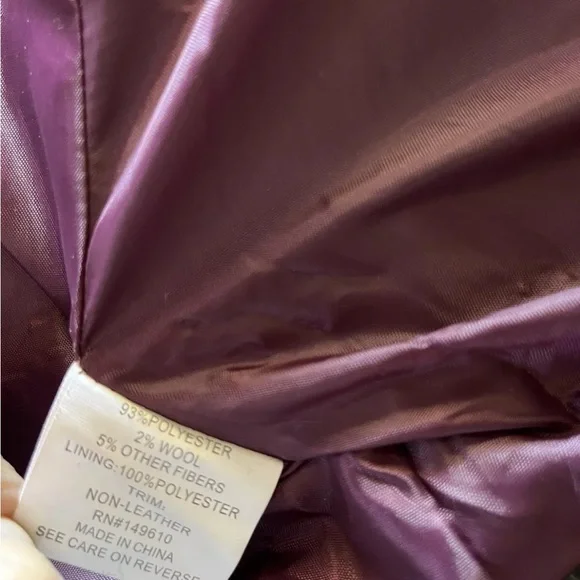 93%POLYESTER
2% WOOL
5% OTHER FIBERS
LINING:100%POLYESTER
TRIM:
NON-LEATHER
RN#149610
MADE IN CHINA
SEE CARE ON REVERSE